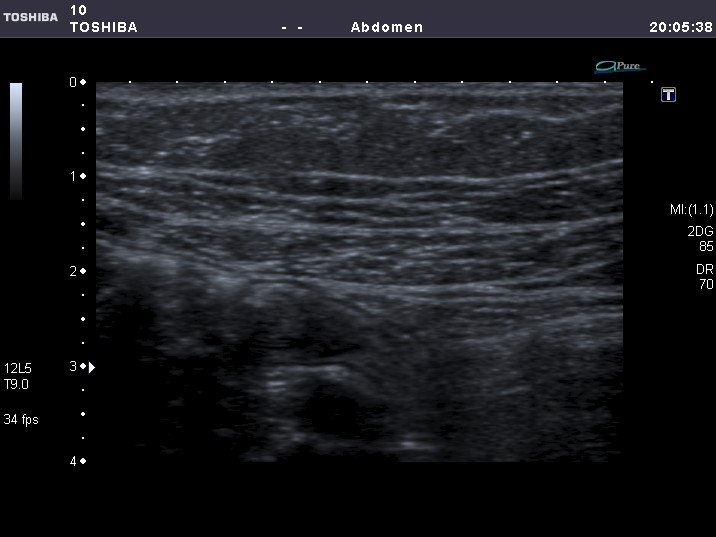 TOSHIBA
10
TOSHIBA
- -
Abdomen
20:05:38
Pure
T
0
1
2
3
4
MI:(1.1)
2DG
85
DR
70
12L5
T9.0
34 fps